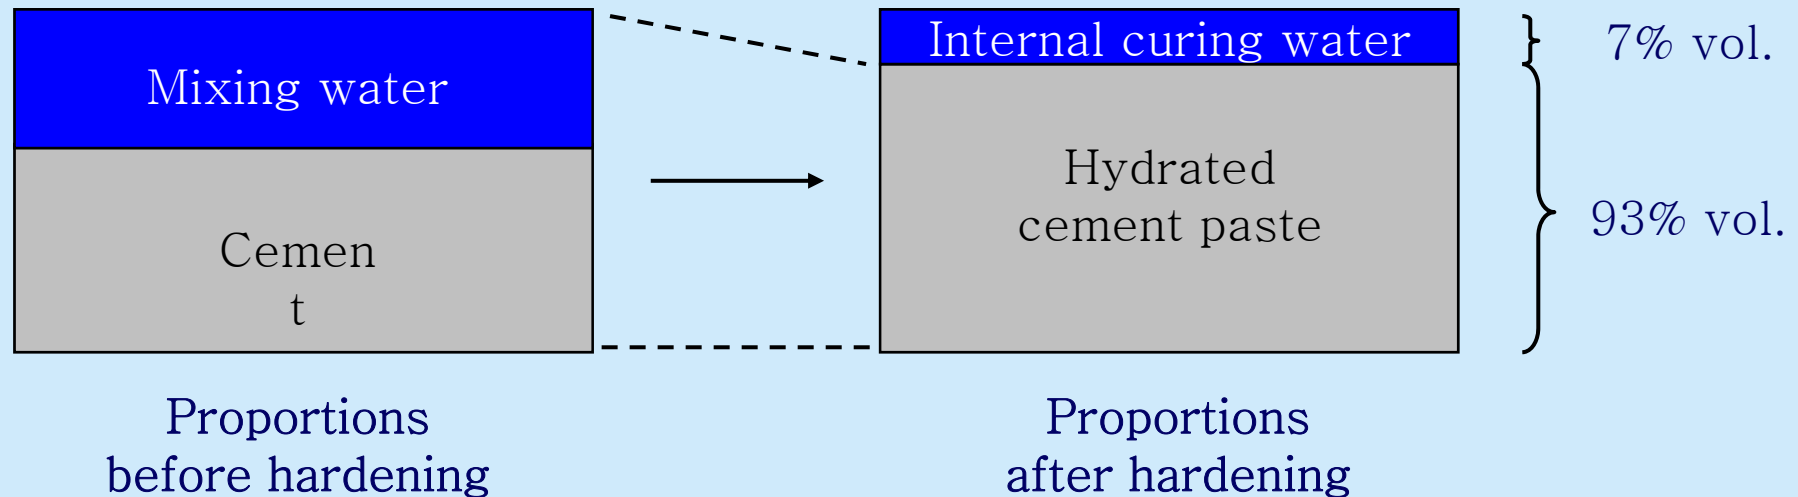 Mixing water
Cemen
t
Proportions
before hardening
Internal curing water
Hydrated
cement paste
Proportions
after hardening
7% vol.
93% vol.